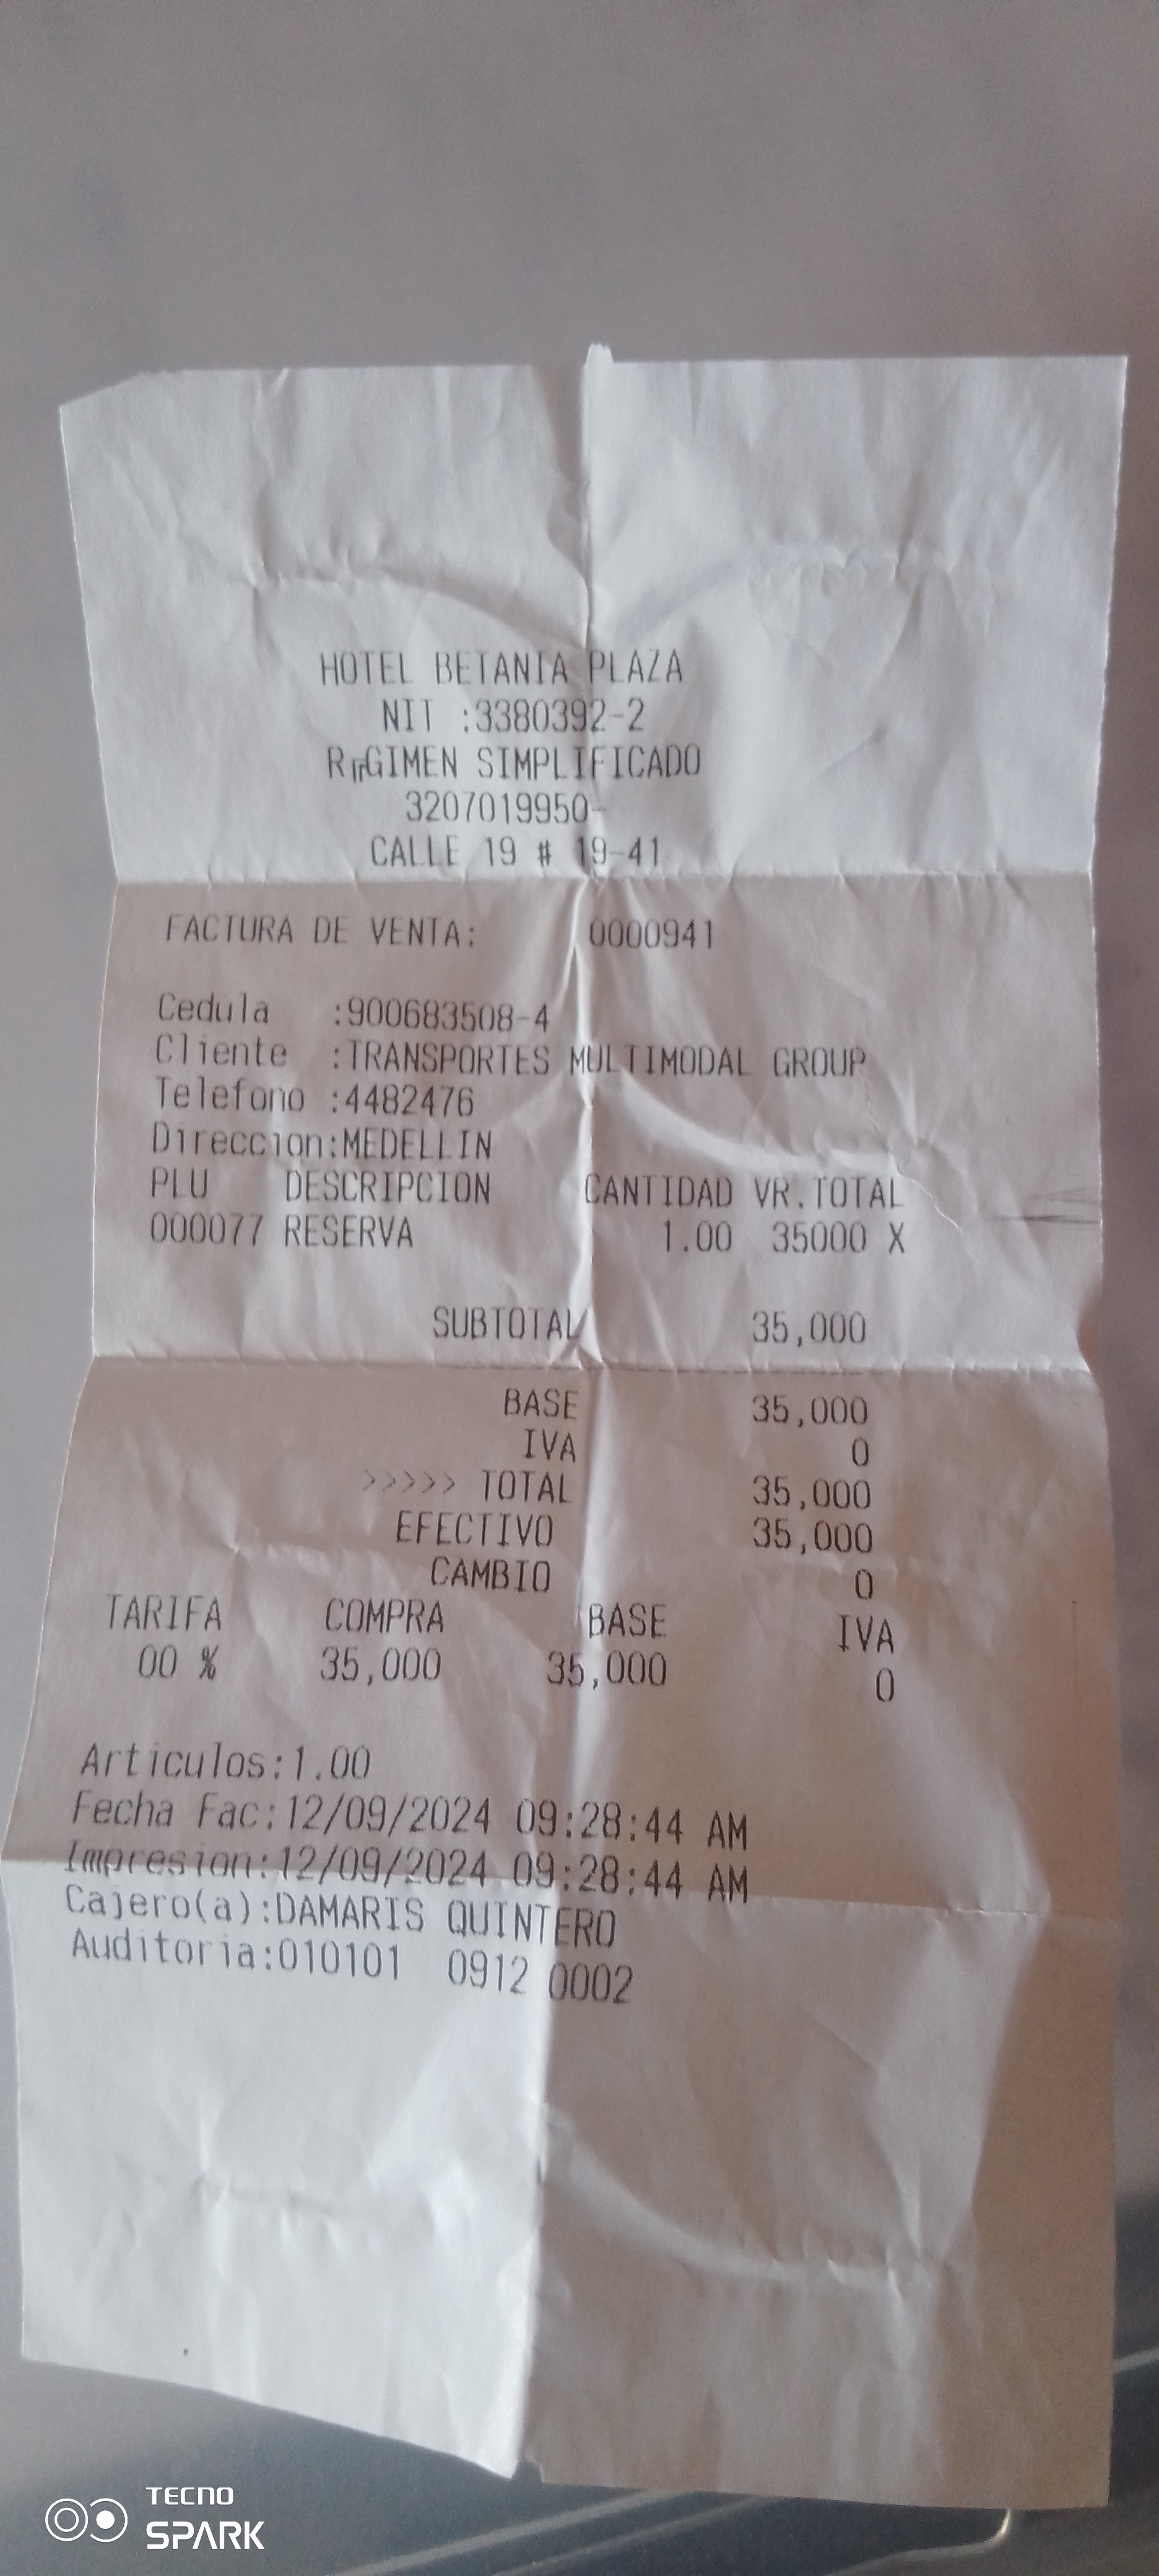 HOTEL BETANIA PLAZA
NIT :3380392-2
R╓GIMEN SIMPLIFICADO
3207019950-
CALLE 19 # 19-41
FACTURA DE VENTA: 0000941
Cedula :900683508-4
Cliente :TRANSPORTES MULTIMODAL GROUP
Telefono :4482476
Direccion:MEDELLIN
PLU DESCRIPCION CANTIDAD VR.TOTAL
000077 RESERVA 1.00 35000 X
SUBTOTAL 35,000
BASE 35,000
IVA 0
>>>>> TOTAL 35,000
EFECTIVO 35,000
CAMBIO 0
TARIFA COMPRA BASE IVA
00 % 35,000 35,000 0
Articulos:1.00
Fecha Fac:12/09/2024 09:28:44 AM
Impresion:12/09/2024 09:28:44 AM
Cajero(a):DAMARIS QUINTERO
Auditoria:010101 0912 0002
TECNO
SPARK